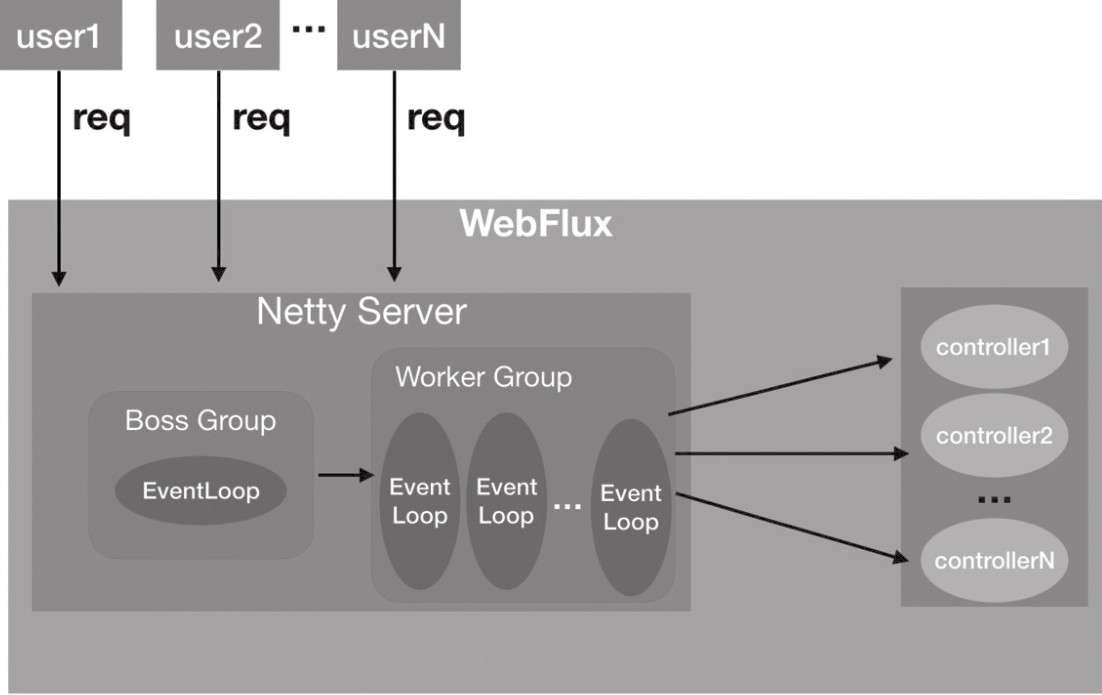 user1
user2
...
userN
req
req
req
WebFlux
Netty Server
Boss Group
EventLoop
Worker Group
Event
Loop
Event
Loop
...
Event
Loop
controller1
controller2
...
controllerN